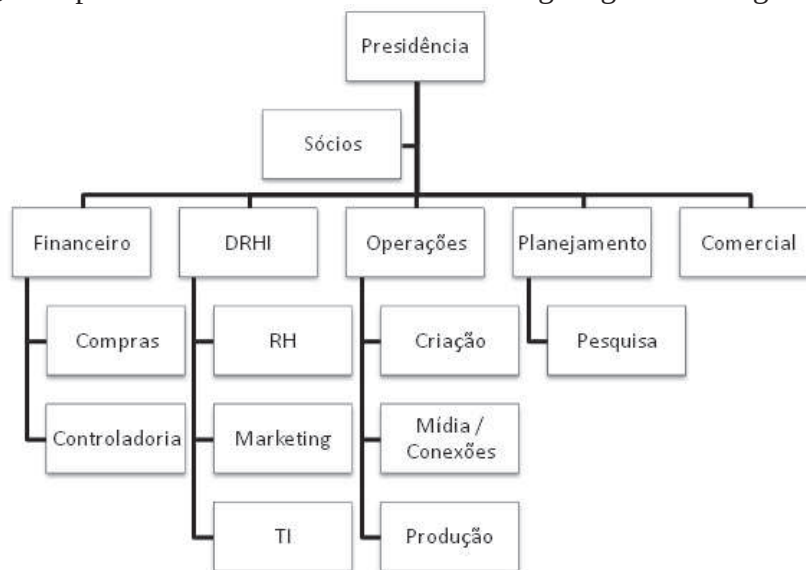 Presidência
Sócios
Financeiro
DRHI
Operações
Planejamento
Comercial
Compras
RH
Criação
Pesquisa
Controladoria
Marketing
Mídia /
Conexões
TI
Produção